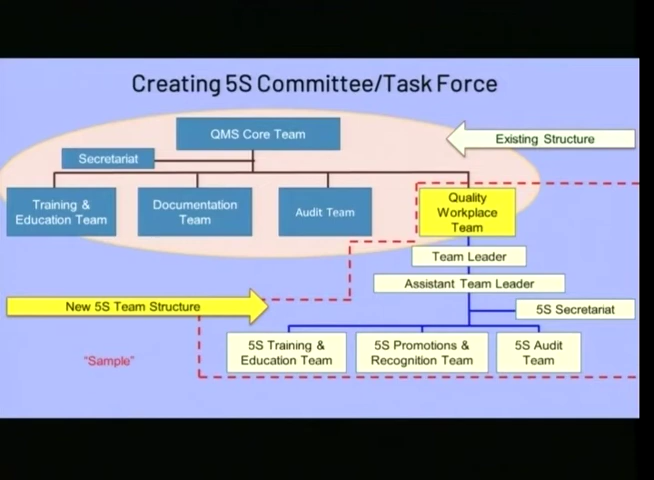 Creating 5S Committee/Task Force
QMS Core Team
Existing Structure
Secretariat
Training &
Education Team
Documentation
Team
Audit Team
Quality
Workplace
Team
Team Leader
Assistant Team Leader
New 5S Team Structure
5S Secretariat
5S Training &
Education Team
5S Promotions &
Recognition Team
5S Audit
Team
"Sample"